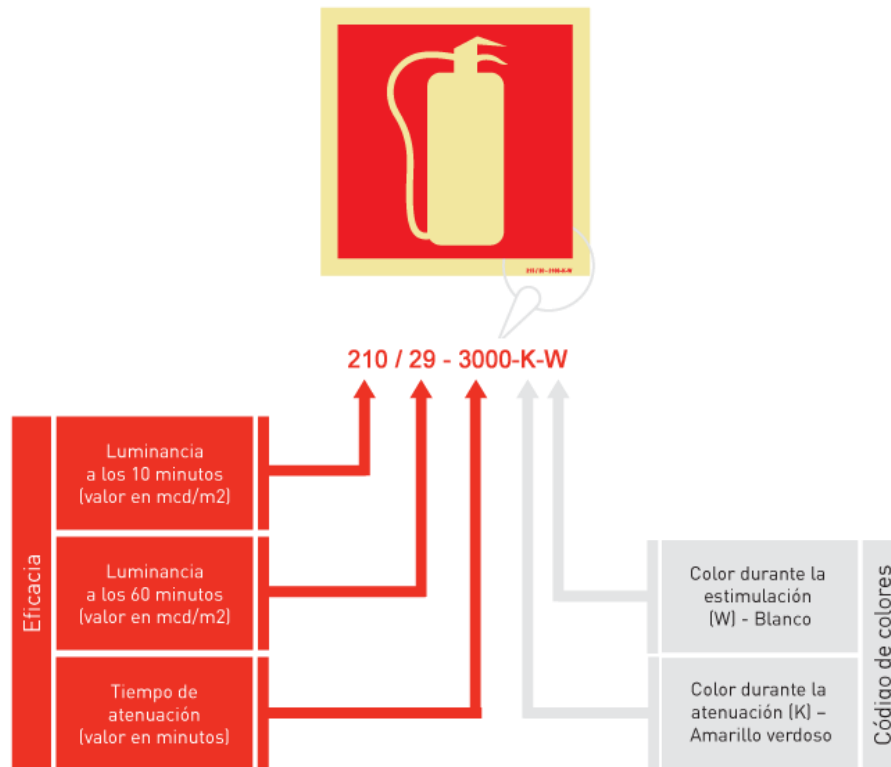 210 / 29 - 3000-K-W
Eficacia
Luminancia
a los 10 minutos
(valor en mcd/m2)
Luminancia
a los 60 minutos
(valor en mcd/m2)
Tiempo de
atenuación
(valor en minutos)
Color durante la
estimulación
(W) - Blanco
Color durante la
atenuación (K) –
Amarillo verdoso
Código de colores